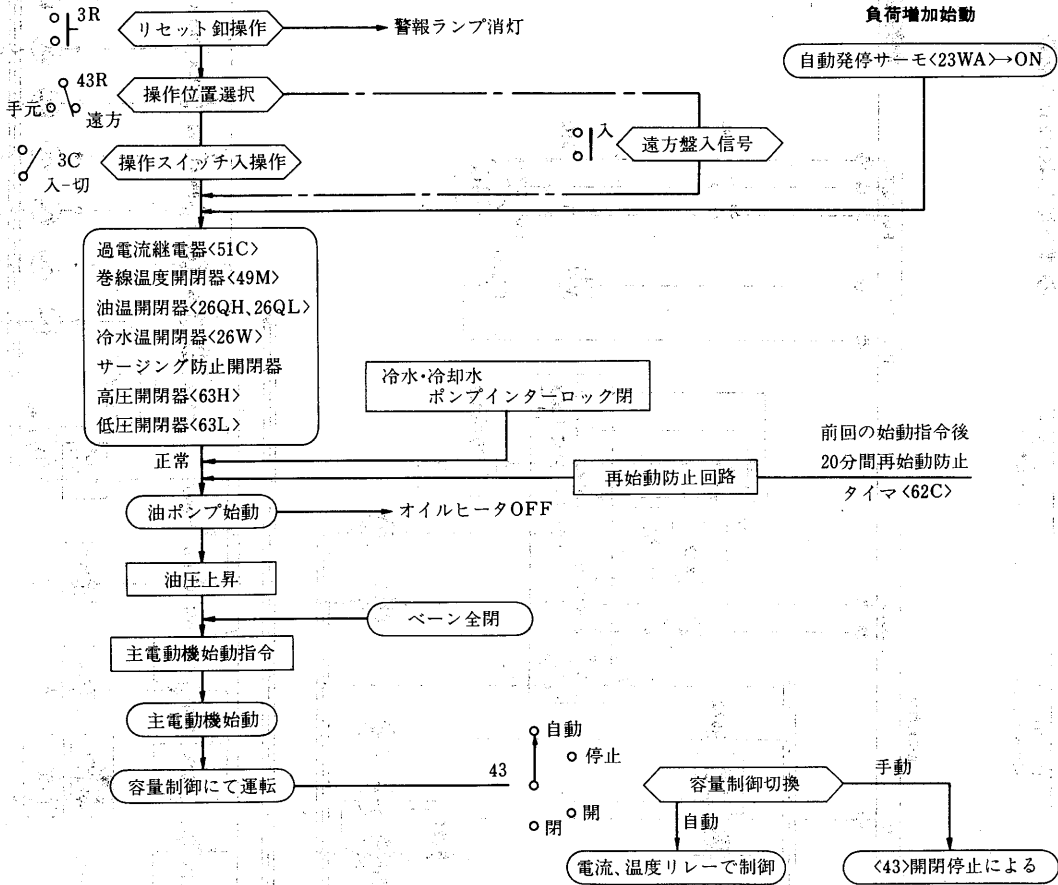 3R
リセット釦操作
警報ランプ消灯
負荷増加始動
自動発停サーモ<23WA>→ON
43R
手元
遠方
操作位置選択
入
遠方盤入信号
3C
入-切
操作スイッチ入操作
過電流継電器<51C>
巻線温度開閉器<49M>
油温開閉器<26QH、26QL>
冷水温開閉器<26W>
サージング防止開閉器
高圧開閉器<63H>
低圧開閉器<63L>
冷水・冷却水
ポンプインターロック閉
正常
前回の始動指令後
20分間再始動防止
タイマ<62C>
再始動防止回路
油ポンプ始動
オイルヒータOFF
油圧上昇
ベーン全閉
主電動機始動指令
主電動機始動
容量制御にて運転
43
自動
停止
開
閉
容量制御切換
手動
自動
電流、温度リレーで制御
<43>開閉停止による